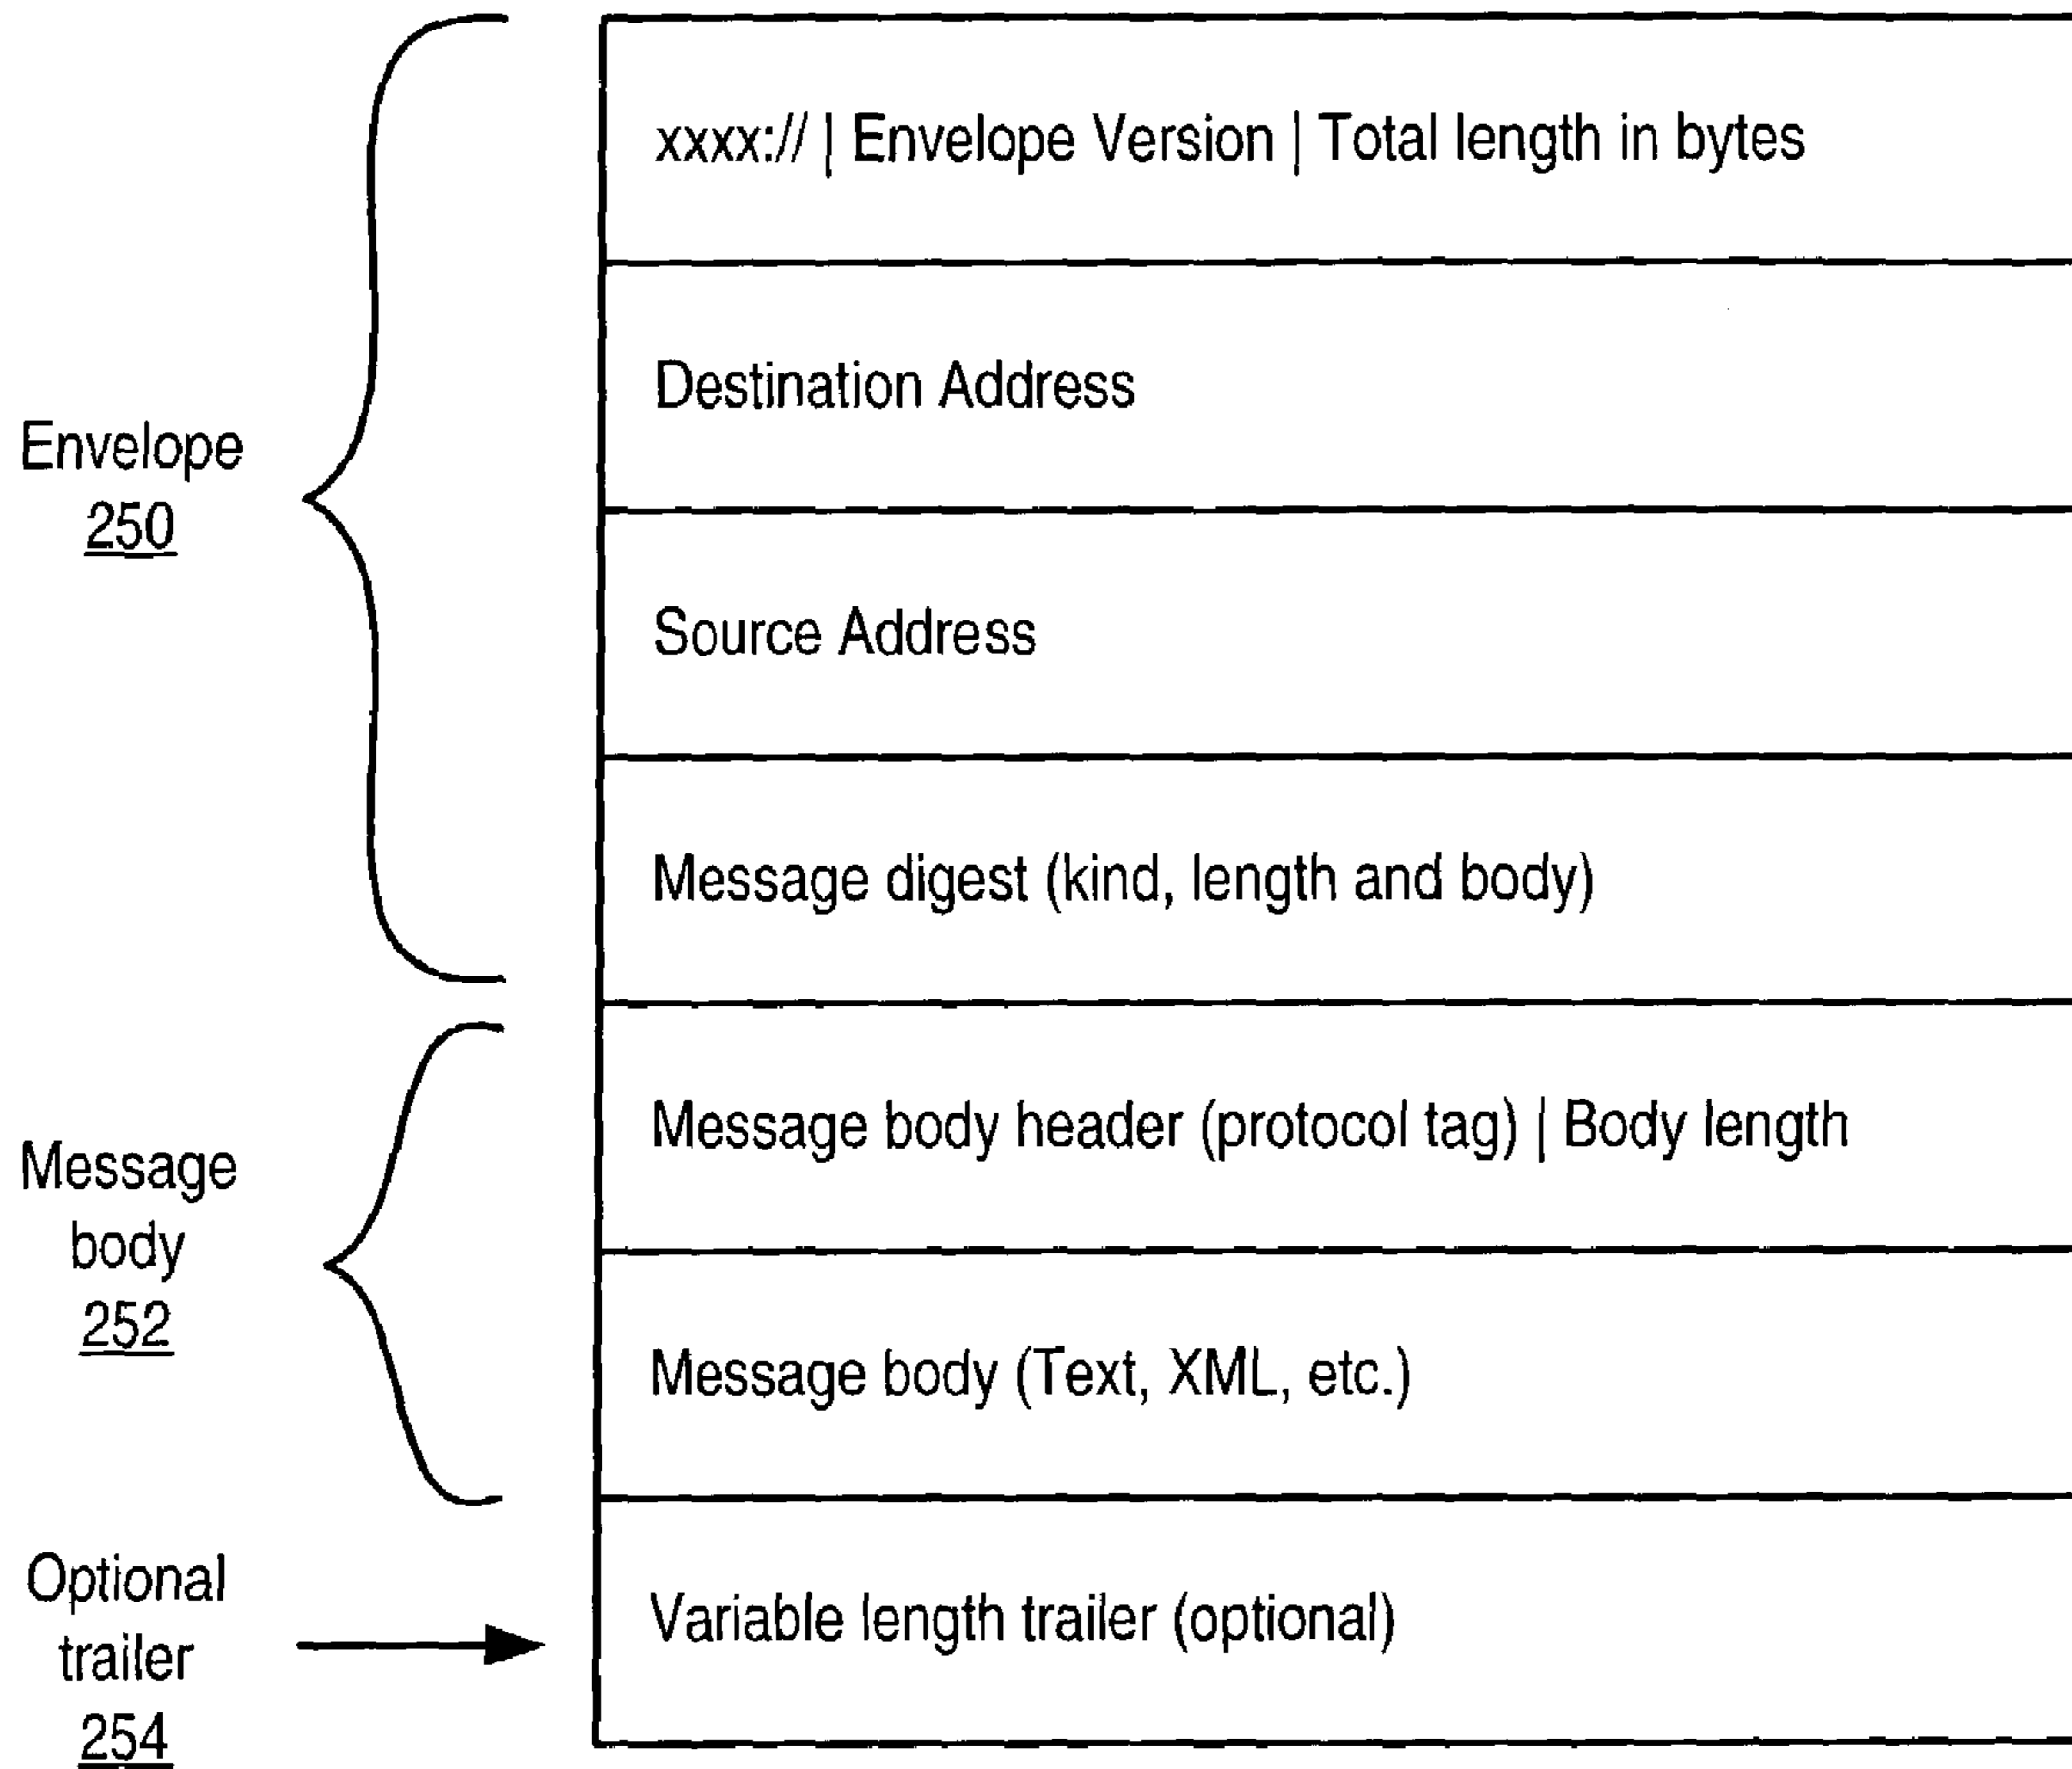 xxxx:// | Envelope Version | Total length in bytes
Destination Address
Envelope
250
Source Address
Message digest (kind, length and body)
Message body header (protocol tag) | Body length
Message
body
252
Message body (Text, XML, etc.)
Optional
trailer
254
Variable length trailer (optional)